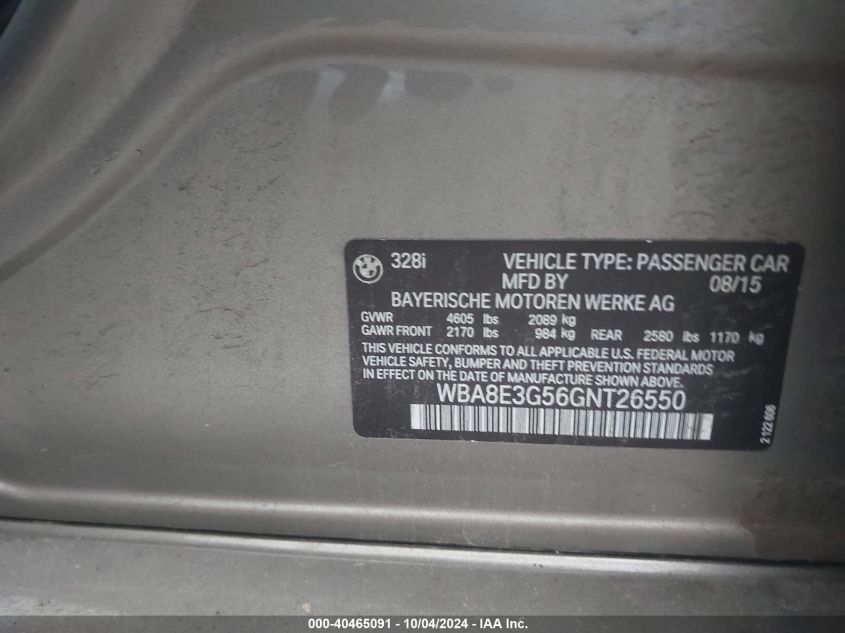 328i VEHICLE TYPE: PASSENGER CAR
MFD BY 08/15
BAYERISCHE MOTOREN WERKE AG
GVWR 4605 lbs 2089 kg
GAWR FRONT 2170 lbs 984 kg REAR 2580 lbs 1170 kg
THIS VEHICLE CONFORMS TO ALL APPLICABLE U.S. FEDERAL MOTOR
VEHICLE SAFETY, BUMPER AND THEFT PREVENTION STANDARDS
IN EFFECT ON THE DATE OF MANUFACTURE SHOWN ABOVE.
WBA8E3G56GNT26550
2 122 606
000-40465091 - 10/04/2024 - IAA Inc.